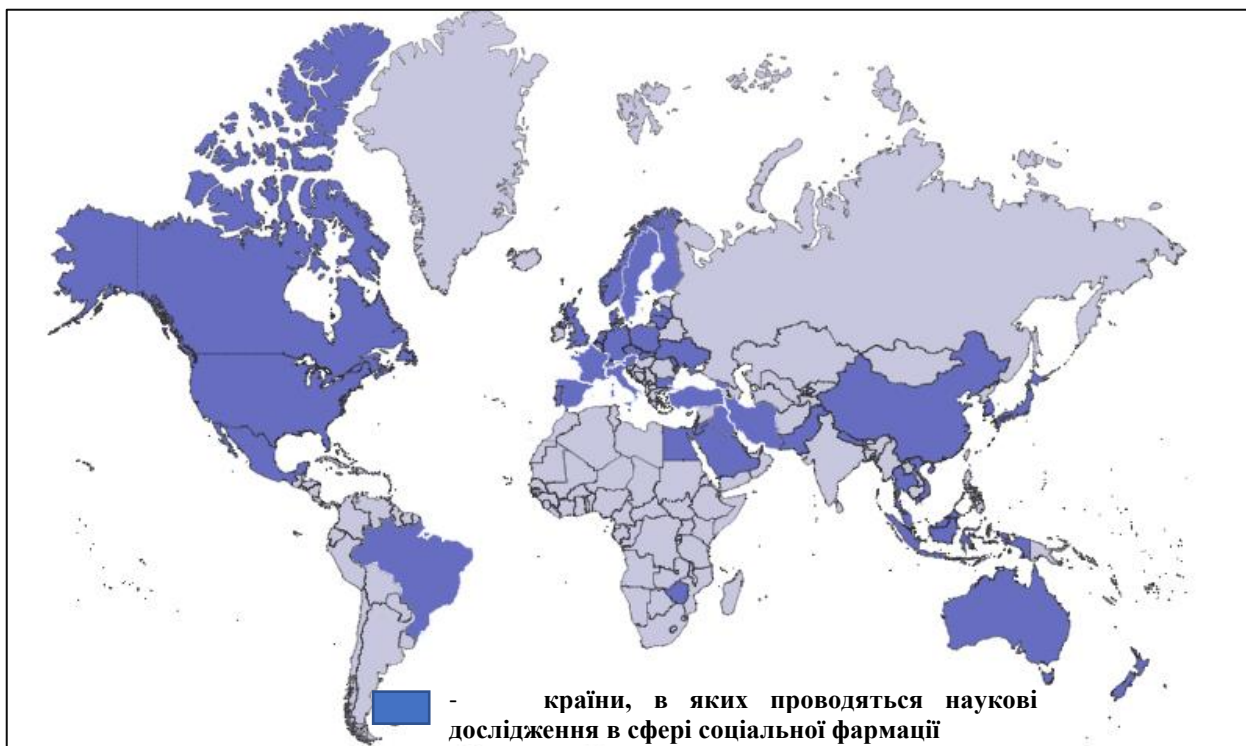 - країни, в яких проводяться наукові
дослідження в сфері соціальної фармації